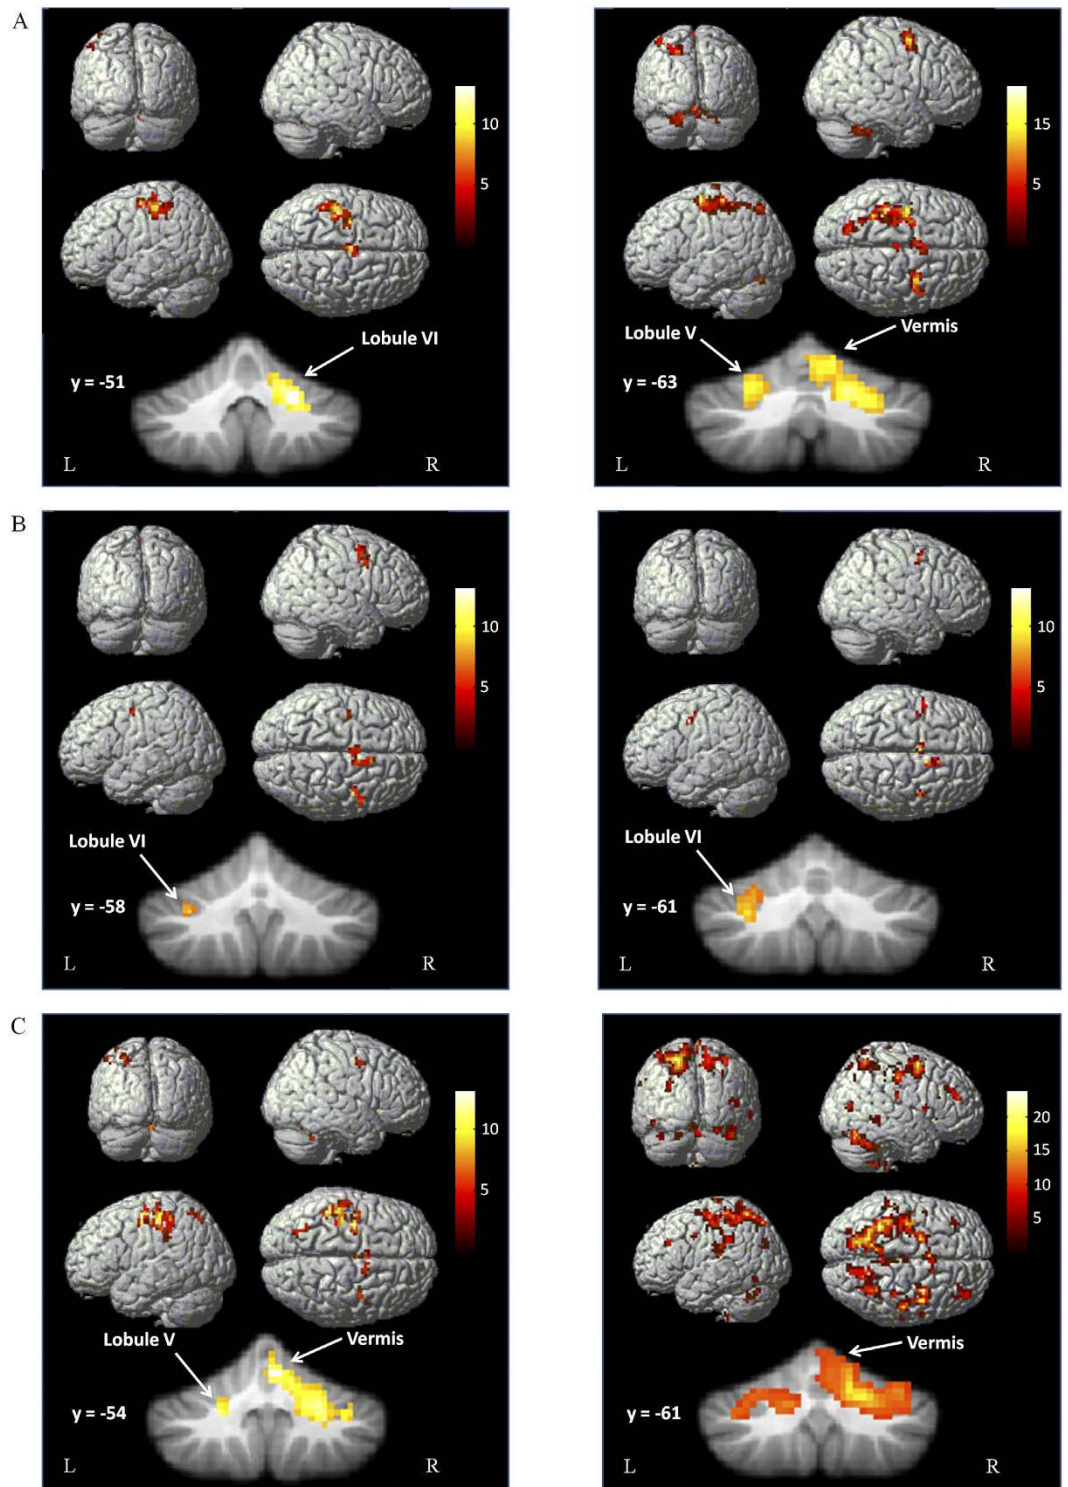 A
10
5
Lobule VI
y = -51
L
R
15
5
Lobule V
Vermis
y = -63
L
R
B
10
5
Lobule VI
y = -58
L
R
10
5
Lobule VI
y = -61
L
R
C
10
5
Lobule V
Vermis
y = -54
L
R
20
15
10
5
Vermis
y = -61
L
R